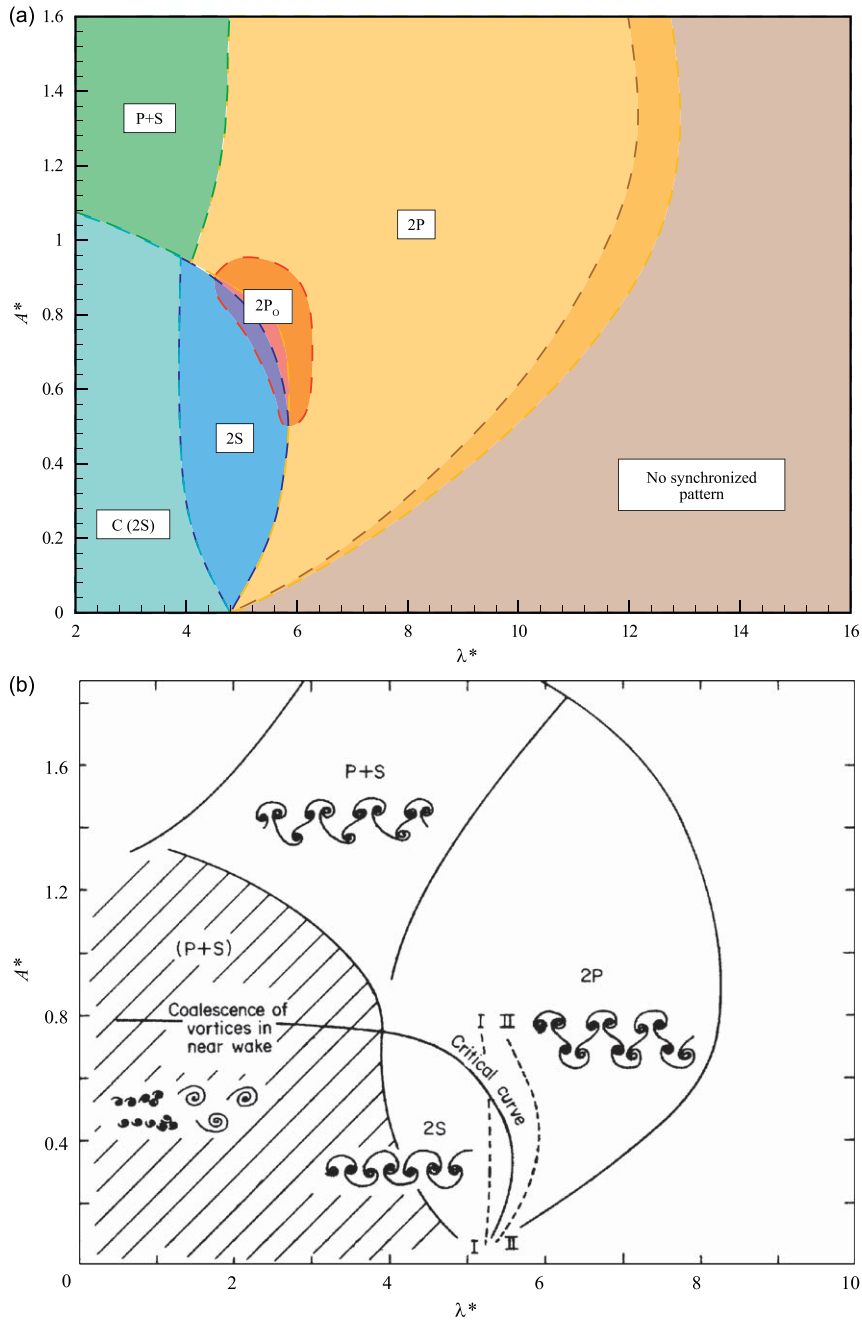 (a)
1.6
1.4
1.2
1
0.8
0.6
0.4
0.2
0
A*
P+S
2P
2P_O
2S
C (2S)
No synchronized
pattern
2
4
6
8
10
12
14
16
λ*
(b)
1.6
1.2
0.8
0.4
0
A*
P+S
(P+S)
Coalescence of
vortices in
near wake
I
II
2P
Critical curve
2S
I
II
2
4
6
8
10
λ*